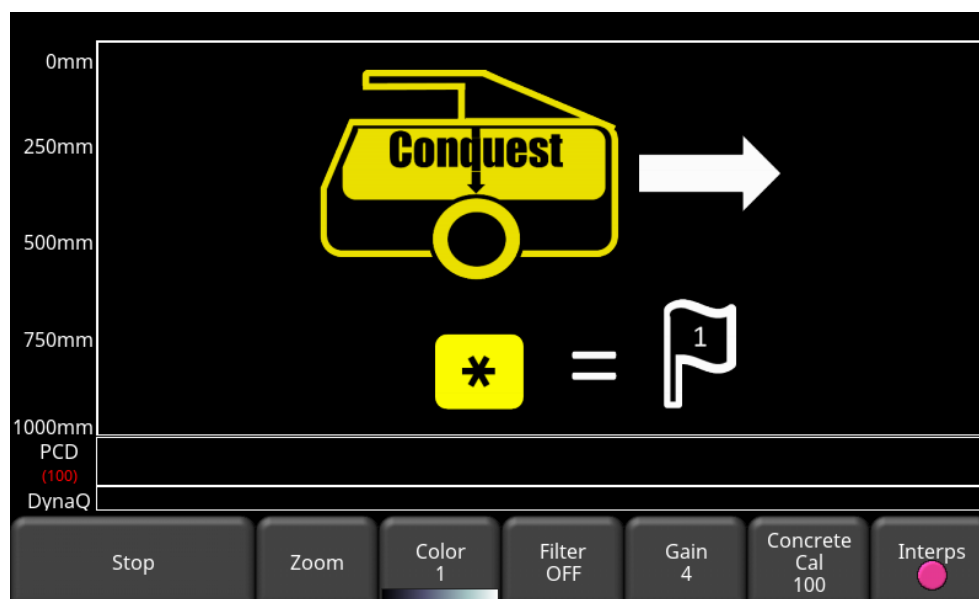 0mm
250mm
500mm
750mm
1000mm
Conquest
* = 1
PCD
(100)
DynaQ
Stop
Zoom
Color
1
Filter
OFF
Gain
4
Concrete
Cal
100
Interps